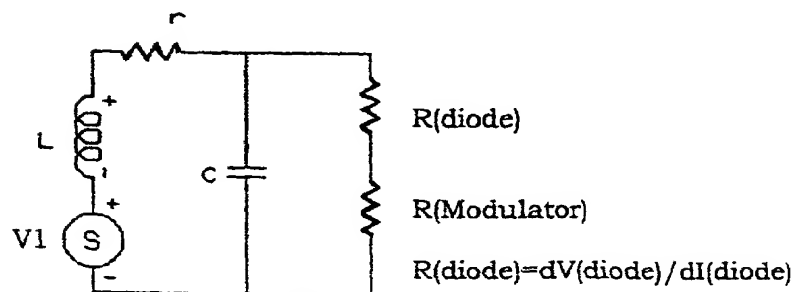 r
+
L
-
C
+
V1 S
-
R(diode)
R(Modulator)
R(diode)=dV(diode)/dI(diode)